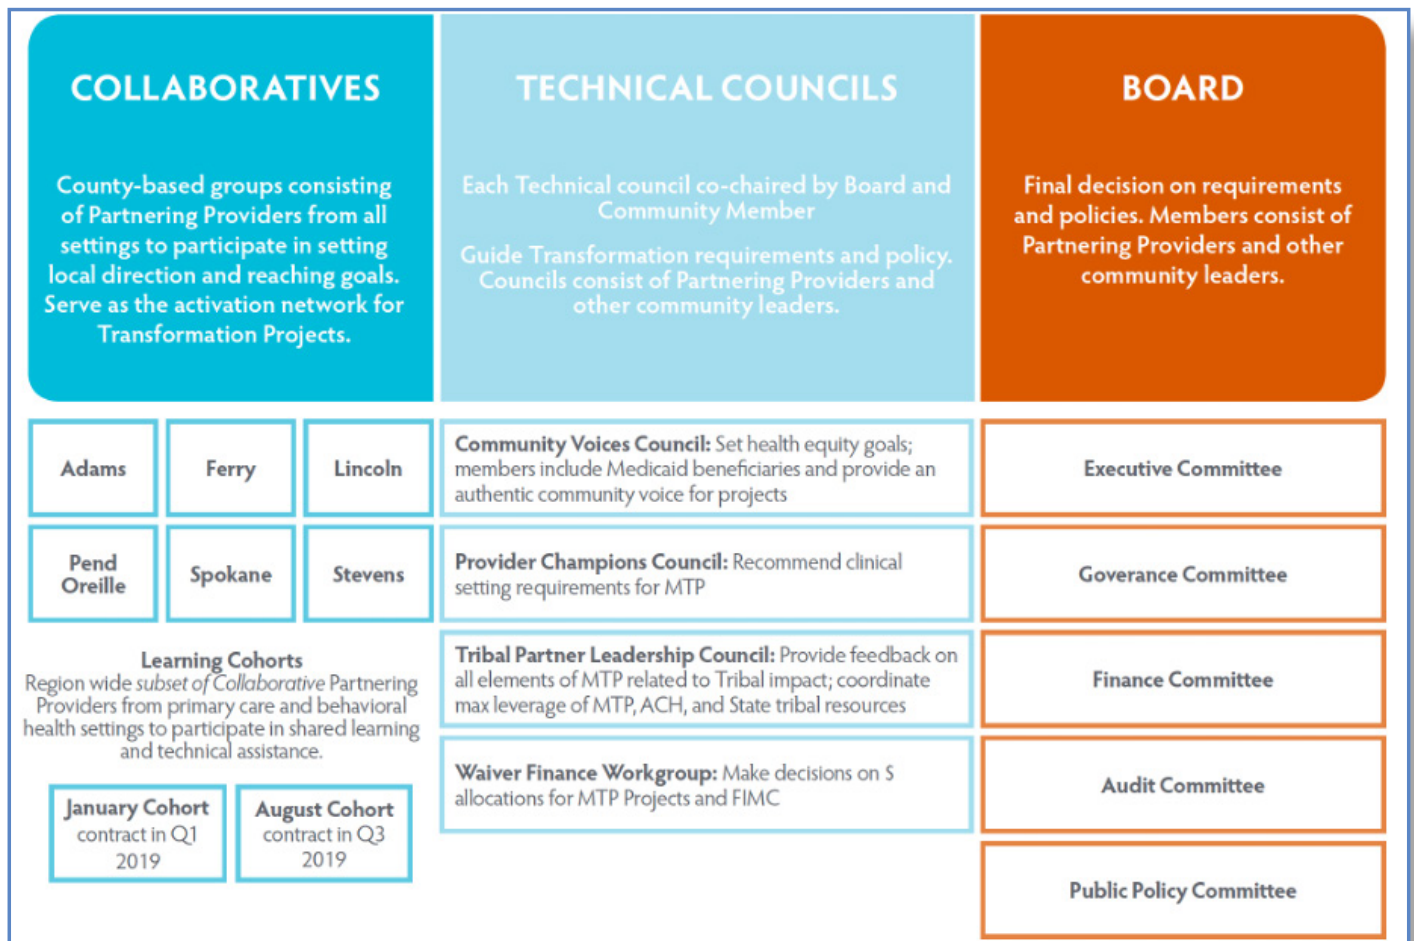 COLLABORATIVES
County-based groups consisting
of Partnering Providers from all
settings to participate in setting
local direction and reaching goals.
Serve as the activation network for
Transformation Projects.
Adams
Ferry
Lincoln
Pend
Oreille
Spokane
Stevens
Learning Cohorts
Region wide subset of Collaborative Partnering
Providers from primary care and behavioral
health settings to participate in shared learning
and technical assistance.
January Cohort
contract in Q1
2019
August Cohort
contract in Q3
2019
TECHNICAL COUNCILS
Each Technical council co-chaired by Board and
Community Member
Guide Transformation requirements and policy.
Councils consist of Partnering Providers and
other community leaders.
Community Voices Council: Set health equity goals;
members include Medicaid beneficiaries and provide an
authentic community voice for projects
Provider Champions Council: Recommend clinical
setting requirements for MTP
Tribal Partner Leadership Council: Provide feedback on
all elements of MTP related to Tribal impact; coordinate
max leverage of MTP, ACH, and State tribal resources
Waiver Finance Workgroup: Make decisions on $
allocations for MTP Projects and FIMC
BOARD
Final decision on requirements
and policies. Members consist of
Partnering Providers and other
community leaders.
Executive Committee
Goverance Committee
Finance Committee
Audit Committee
Public Policy Committee